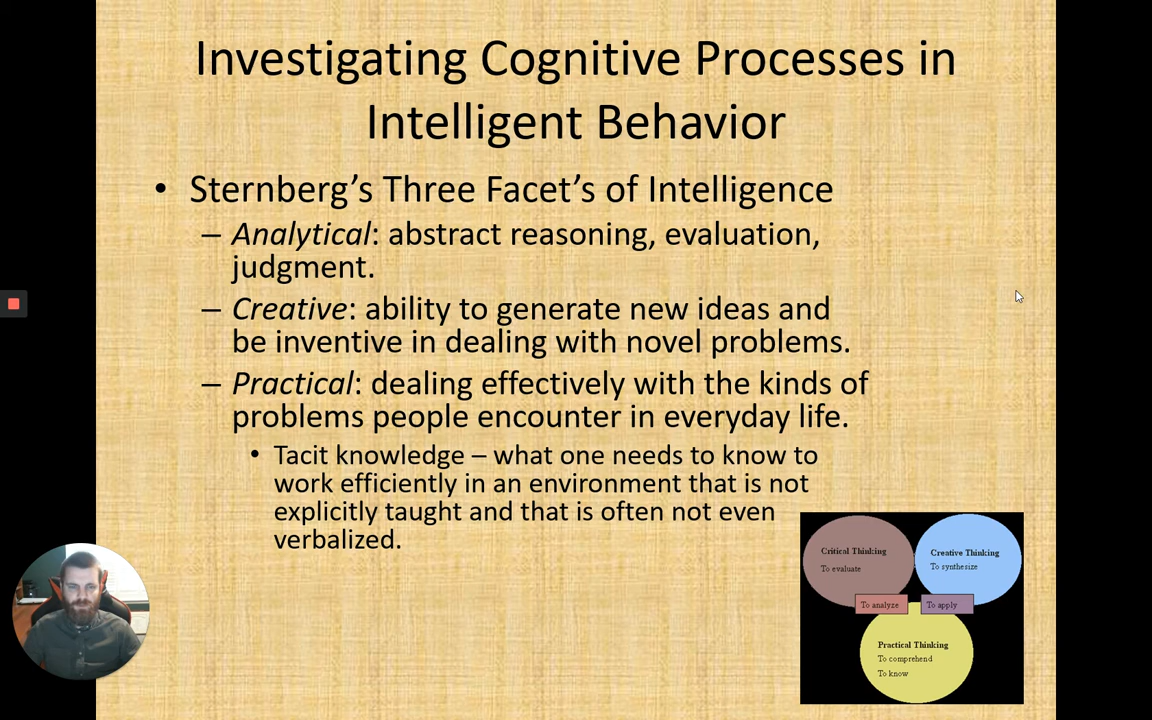 Investigating Cognitive Processes in
Intelligent Behavior
• Sternberg’s Three Facet’s of Intelligence
– Analytical: abstract reasoning, evaluation,
judgment.
– Creative: ability to generate new ideas and
be inventive in dealing with novel problems.
– Practical: dealing effectively with the kinds of
problems people encounter in everyday life.
• Tacit knowledge – what one needs to know to
work efficiently in an environment that is not
explicitly taught and that is often not even
verbalized.
Critical Thinking
To evaluate
Creative Thinking
To synthesize
To analyze
To apply
Practical Thinking
To comprehend
To know